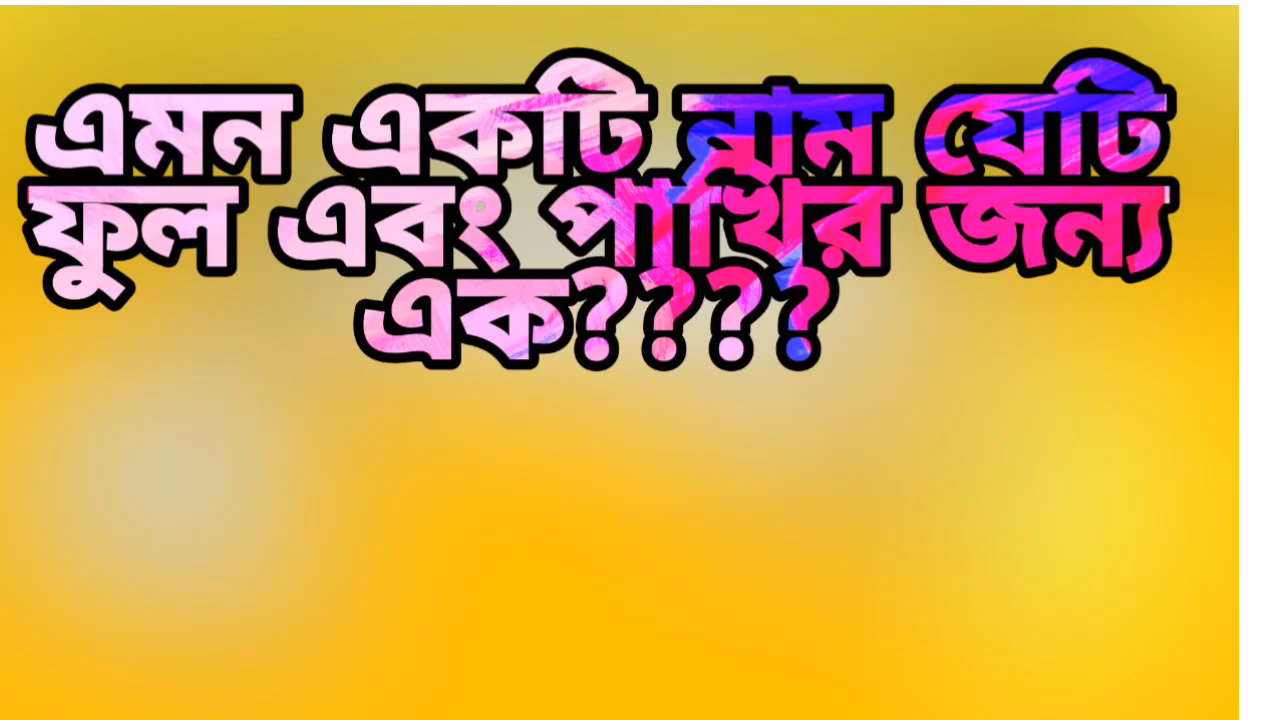 এমন একটি নাম যেটি
ফুল এবং পাখির জন্য
এক????